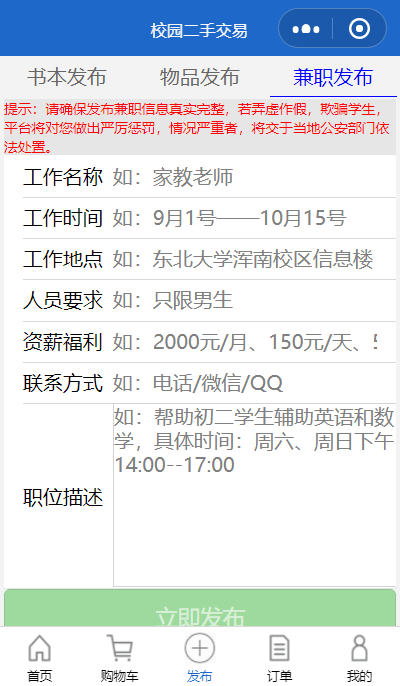 校园二手交易
书本发布 物品发布 兼职发布
提示：请确保发布兼职信息真实完整，若弄虚作假，欺骗学生，
平台将对您做出严厉惩罚，情况严重者，将交于当地公安部门依
法处置。
工作名称 如：家教老师
工作时间 如：9月1号——10月15号
工作地点 如：东北大学浑南校区信息楼
人员要求 如：只限男生
资薪福利 如：2000元/月、150元/天、
联系方式 如：电话/微信/QQ
职位描述
如：帮助初二学生辅助英语和数
学，具体时间：周六、周日下午
14:00--17:00
立即发布
首页 购物车 发布 订单 我的